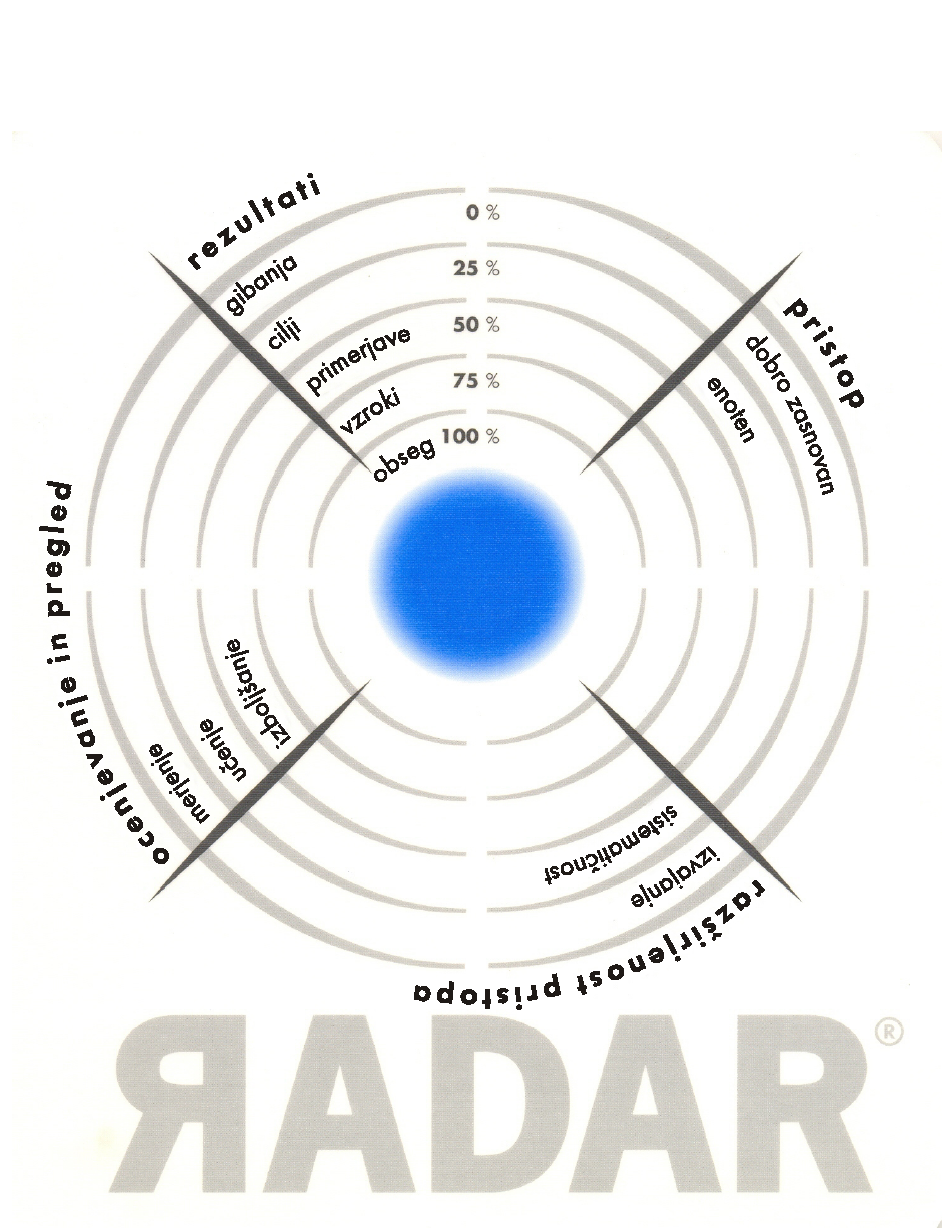 rezultati
gibanja
cilji
primerjave
vzroki
obseg
0 %
25 %
50 %
75 %
100 %
pristop
dobro zasnovan
enoten
razširjenost pristopa
izvajanje
sistematičnost
ocenjevanje in pregled
merjenje
učenje
izboljšanje
RADAR®